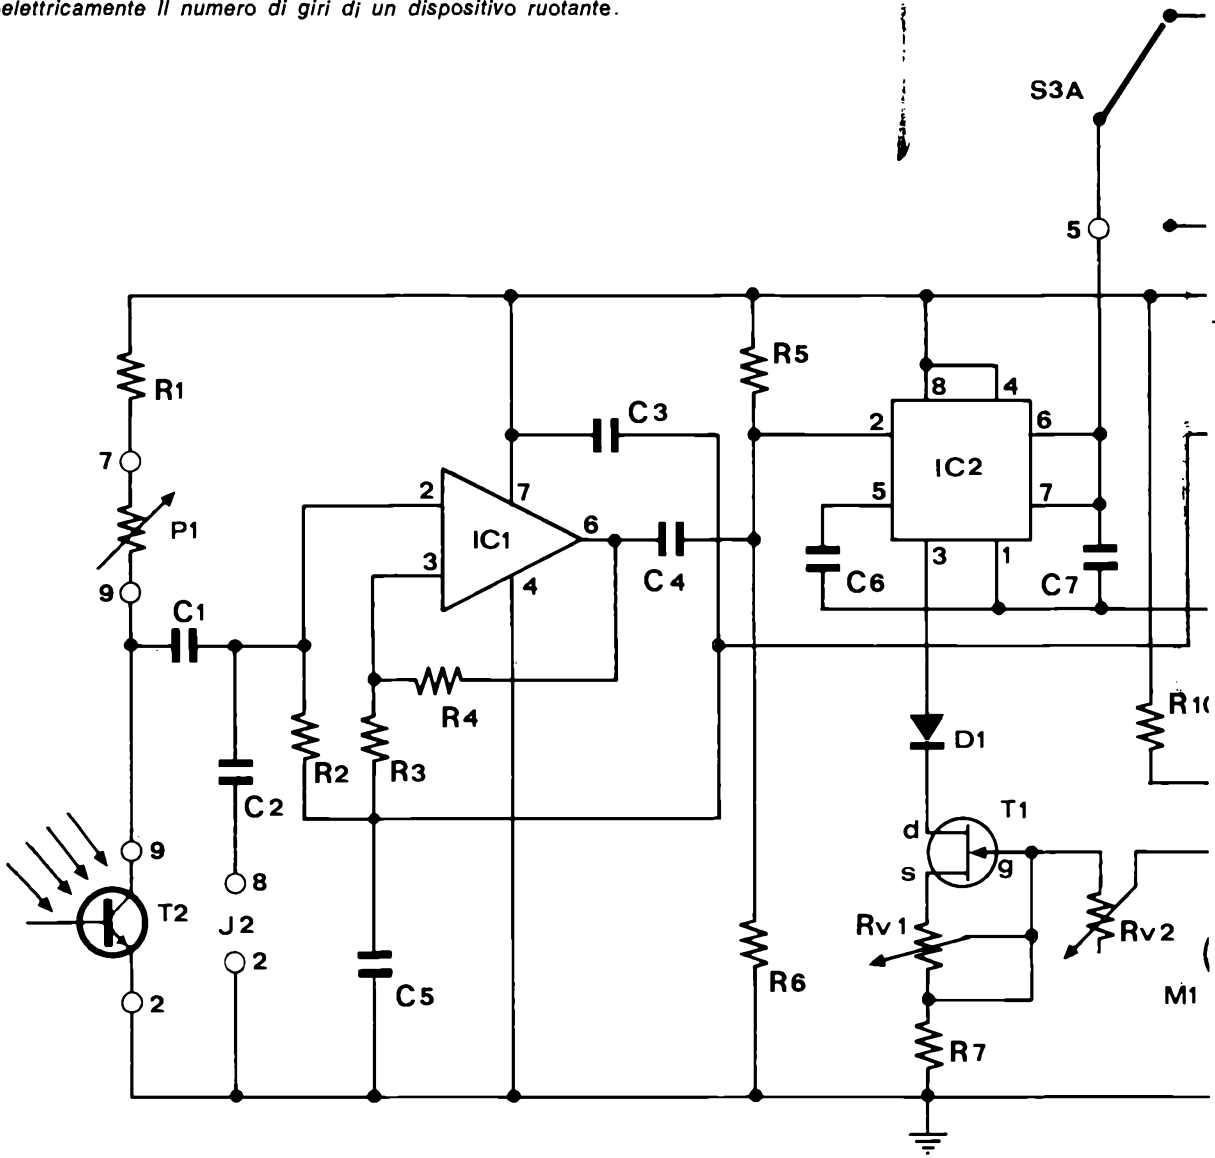 elettricamente Il numero di giri di un dispositivo ruotante.
S3A
5
R5
R1
C3
8 4
2 6
IC2
7
2 7
5 7
P1
IC1 6
3
3 1
4 C4 C6 C7
9
C1
R4
R10
R2 R3
D1
C2
T1
d
9
g
s
8
T2
J2
Rv1
Rv2
2
R6
C5
M1
2
R7